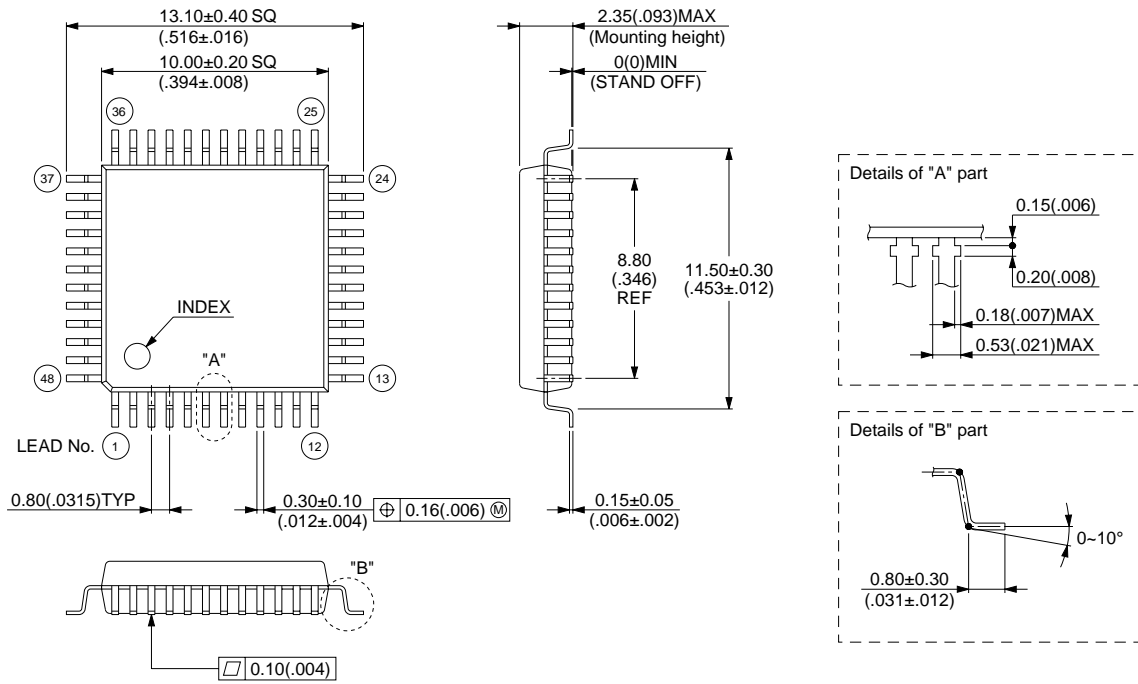 13.10±0.40 SQ
(.516±.016)
10.00±0.20 SQ
(.394±.008)
36
25
37
24
INDEX
"A"
48
13
LEAD No.
1
12
0.80(.0315)TYP
0.30±0.10
(.012±.004)
⌖ 0.16(.006) Ⓜ
"B"
▱ 0.10(.004)
2.35(.093)MAX
(Mounting height)
0(0)MIN
(STAND OFF)
8.80
(.346)
REF
11.50±0.30
(.453±.012)
0.15±0.05
(.006±.002)
Details of "A" part
0.15(.006)
0.20(.008)
0.18(.007)MAX
0.53(.021)MAX
Details of "B" part
0~10°
0.80±0.30
(.031±.012)